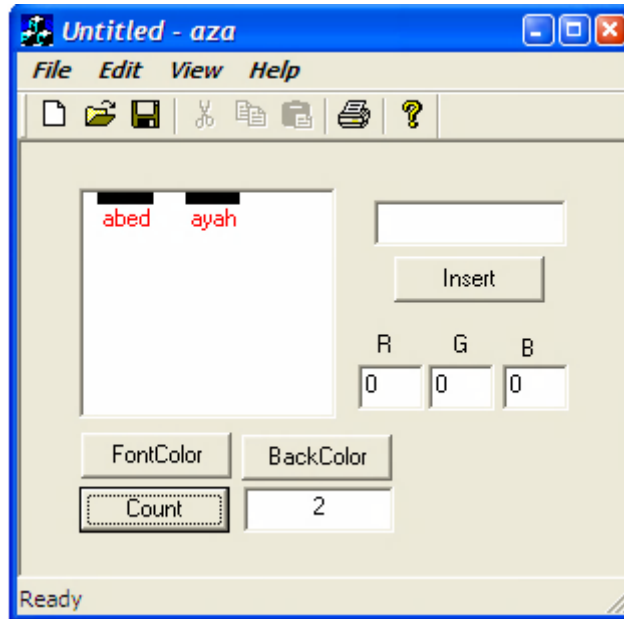 Untitled - aza
File Edit View Help
abed ayah
Insert
R G B
0 0 0
FontColor BackColor
Count 2
Ready